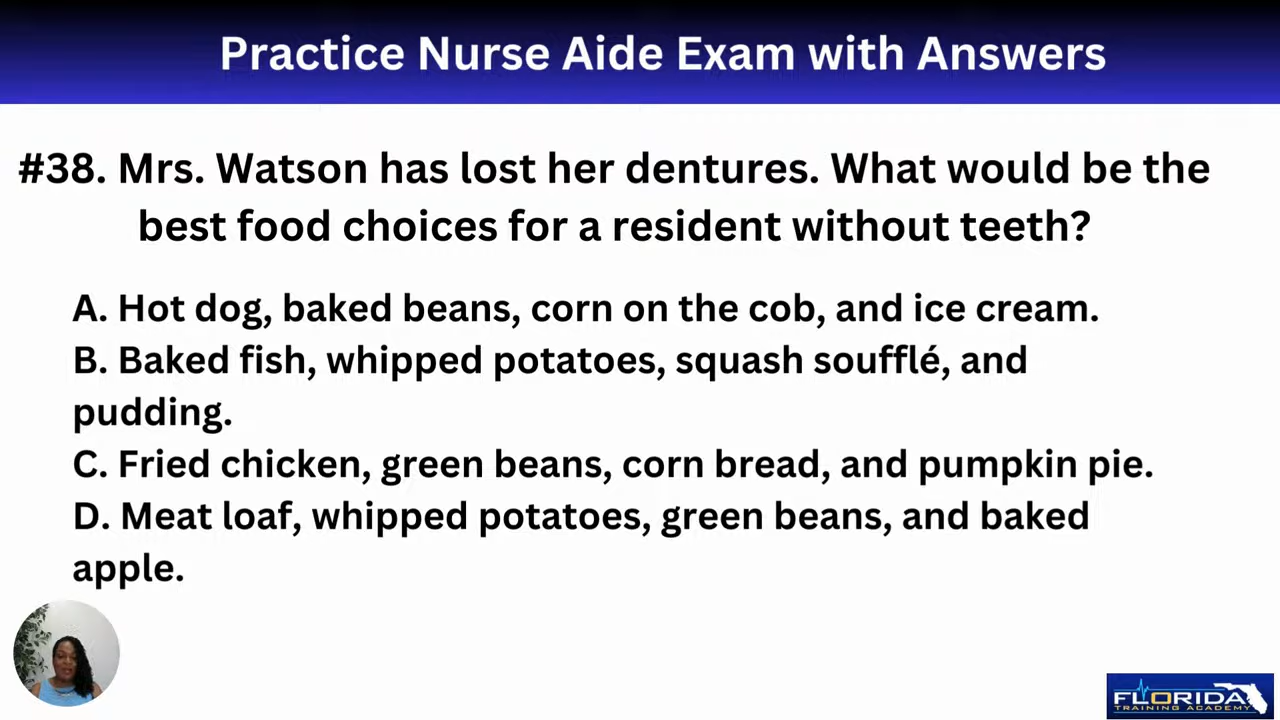 Practice Nurse Aide Exam with Answers
#38. Mrs. Watson has lost her dentures. What would be the
best food choices for a resident without teeth?
A. Hot dog, baked beans, corn on the cob, and ice cream.
B. Baked fish, whipped potatoes, squash soufflé, and
pudding.
C. Fried chicken, green beans, corn bread, and pumpkin pie.
D. Meat loaf, whipped potatoes, green beans, and baked
apple.
FLORIDA
TRAINING ACADEMY